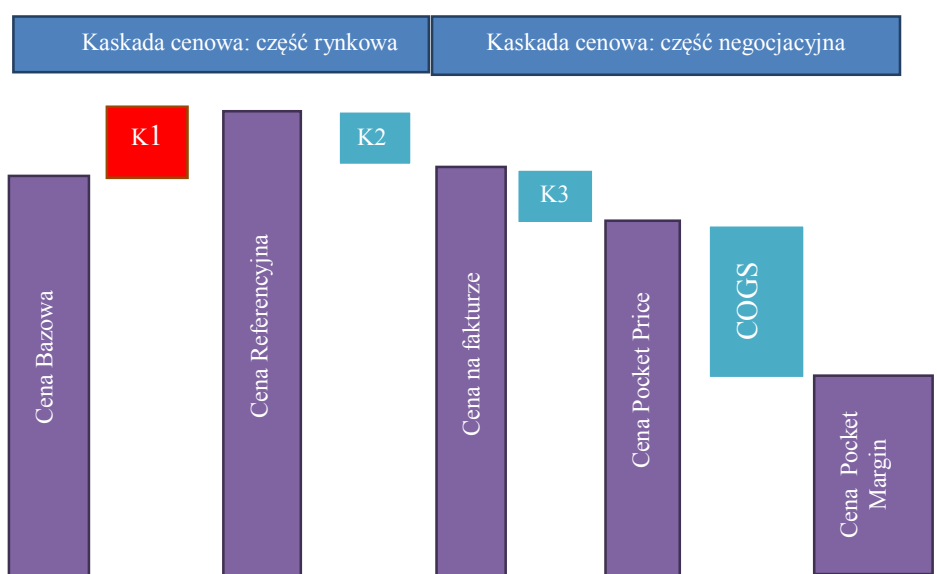 Kaskada cenowa: część rynkowa
Kaskada cenowa: część negocjacyjna
K1
K2
K3
Cena Bazowa
Cena Referencyjna
Cena na fakturze
Cena Pocket Price
COGS
Cena Pocket
Margin